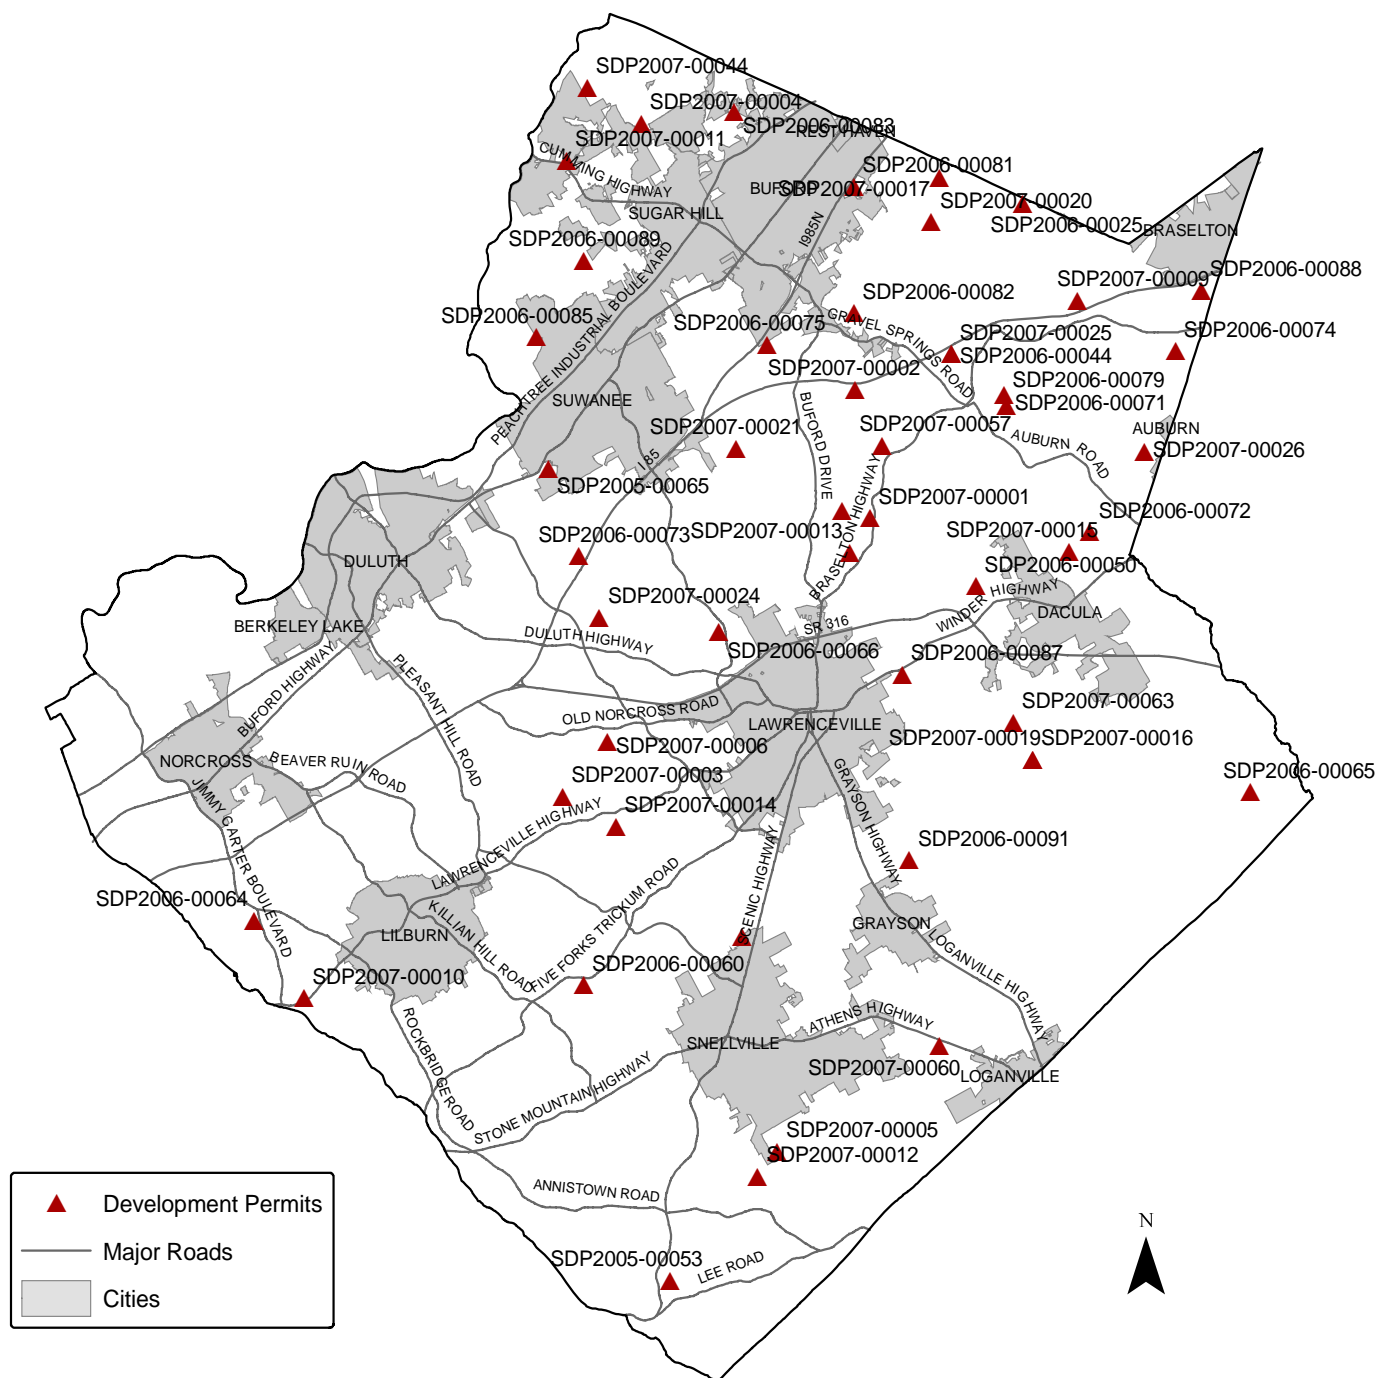 SDP2007-00044
SDP2007-00004
SDP2006-00083
REST HAVEN
SDP2007-00011
CUMMING HIGHWAY
SDP2006-00081
BUFORD
SDP2007-00017
SDP2007-00020
SUGAR HILL
SDP2006-00025
I985N
BRASELTON
SDP2006-00089
SDP2006-00088
SDP2007-00009
PEACHTREE INDUSTRIAL BOULEVARD
SDP2006-00082
SDP2006-00085
SDP2006-00075
GRAVEL SPRINGS ROAD
SDP2007-00025
SDP2006-00074
SDP2006-00044
SDP2007-00002
SDP2006-00079
SUWANEE
SDP2006-00071
BUFORD DRIVE
SDP2007-00021
SDP2007-00057
AUBURN
AUBURN ROAD
SDP2007-00026
I 85
SDP2005-00065
SDP2007-00001
BRASELTON HIGHWAY
SDP2006-00072
SDP2006-00073
SDP2007-00013
SDP2007-00015
DULUTH
SDP2006-00050
SDP2007-00024
WINDER HIGHWAY
DACULA
BERKELEY LAKE
SR 316
DULUTH HIGHWAY
SDP2006-00066
SDP2006-00087
BUFORD HIGHWAY
PLEASANT HILL ROAD
SDP2007-00063
OLD NORCROSS ROAD
LAWRENCEVILLE
SDP2007-00019
SDP2007-00016
SDP2007-00006
NORCROSS
BEAVER RUIN ROAD
SDP2006-00065
SDP2007-00003
SDP2007-00014
GRAYSON HIGHWAY
JIMMY CARTER BOULEVARD
LAWRENCEVILLE HIGHWAY
SDP2006-00091
SCENIC HIGHWAY
SDP2006-00064
KILLIAN HILL ROAD
FIVE FORKS TRICKUM ROAD
GRAYSON
LILBURN
LOGANVILLE HIGHWAY
SDP2006-00060
SDP2007-00010
ATHENS HIGHWAY
ROCKBRIDGE ROAD
SNELLVILLE
SDP2007-00060
LOGANVILLE
STONE MOUNTAIN HIGHWAY
SDP2007-00005
SDP2007-00012
ANNISTOWN ROAD
SDP2005-00053
LEE ROAD
N
Development Permits
Major Roads
Cities